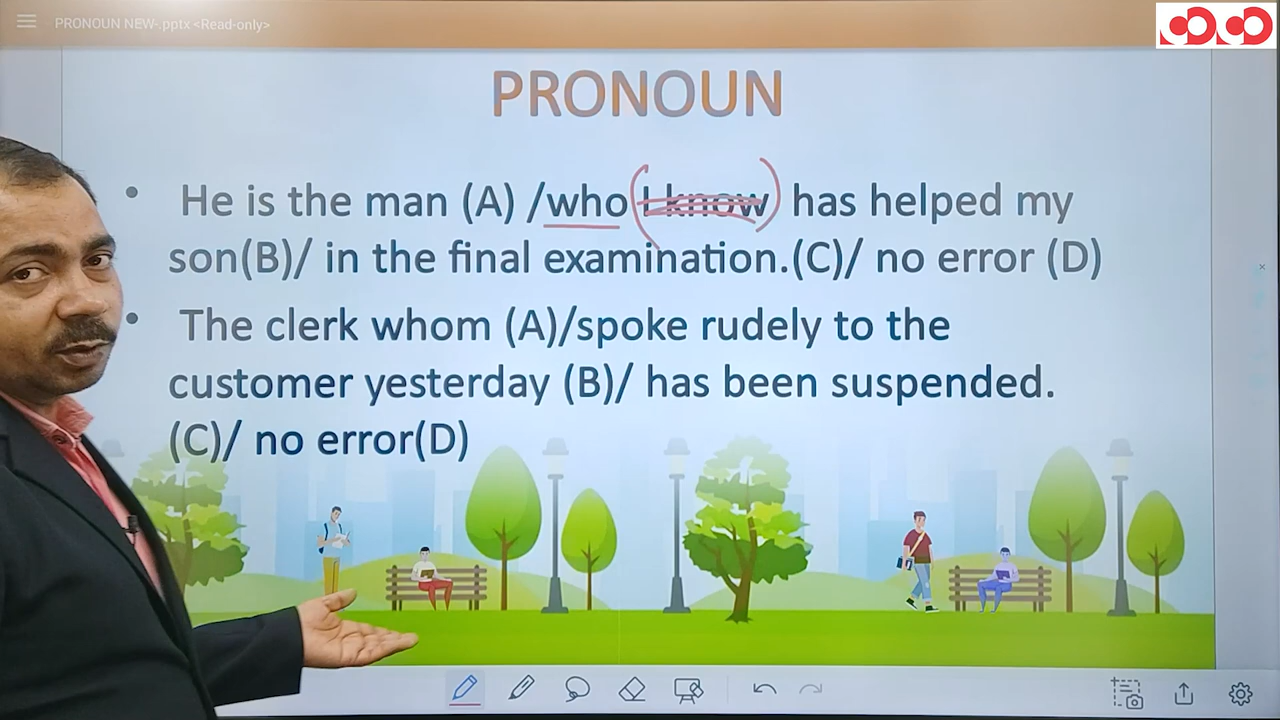 PRONOUN NEW-.pptx <Read-only>
PRONOUN
• He is the man (A) /who I know has helped my
son(B)/ in the final examination.(C)/ no error (D)
• The clerk whom (A)/spoke rudely to the
customer yesterday (B)/ has been suspended.
(C)/ no error(D)